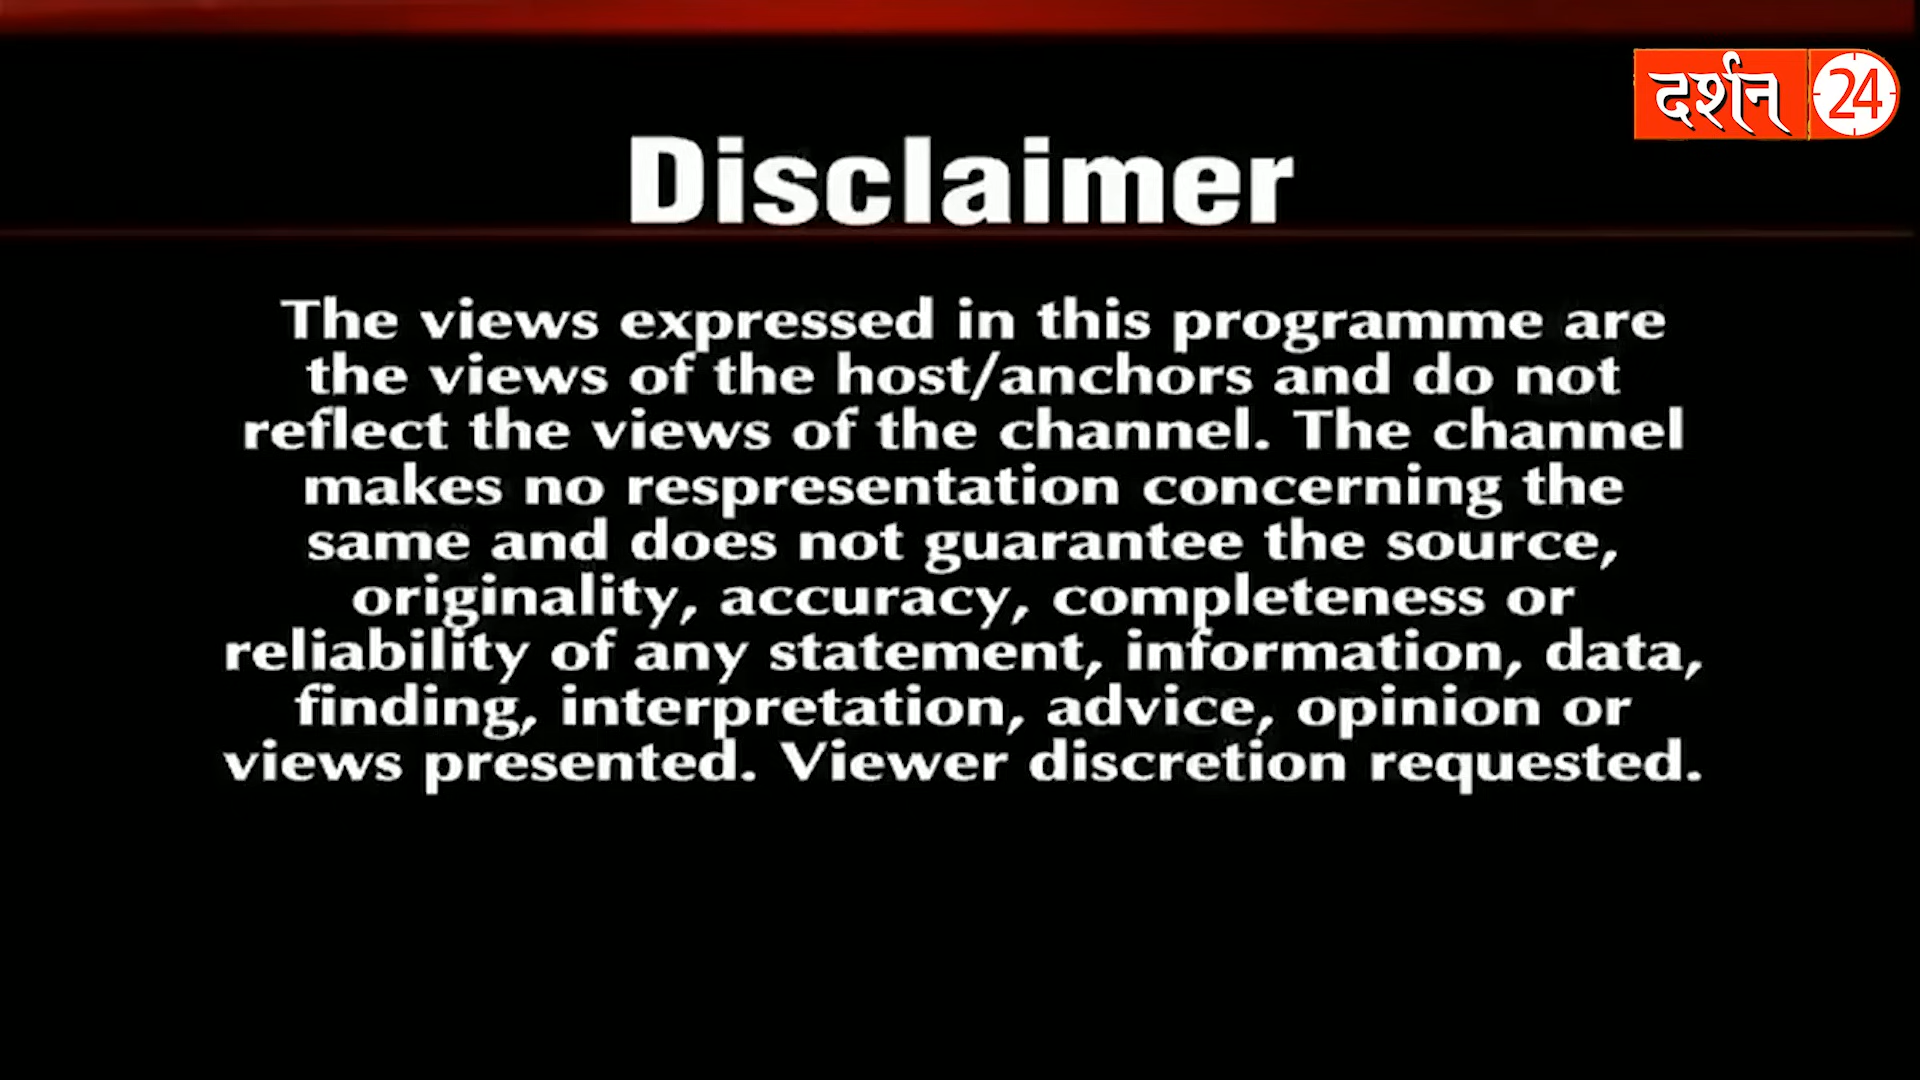 दर्शन 24
Disclaimer
The views expressed in this programme are
the views of the host/anchors and do not
reflect the views of the channel. The channel
makes no respresentation concerning the
same and does not guarantee the source,
originality, accuracy, completeness or
reliability of any statement, information, data,
finding, interpretation, advice, opinion or
views presented. Viewer discretion requested.